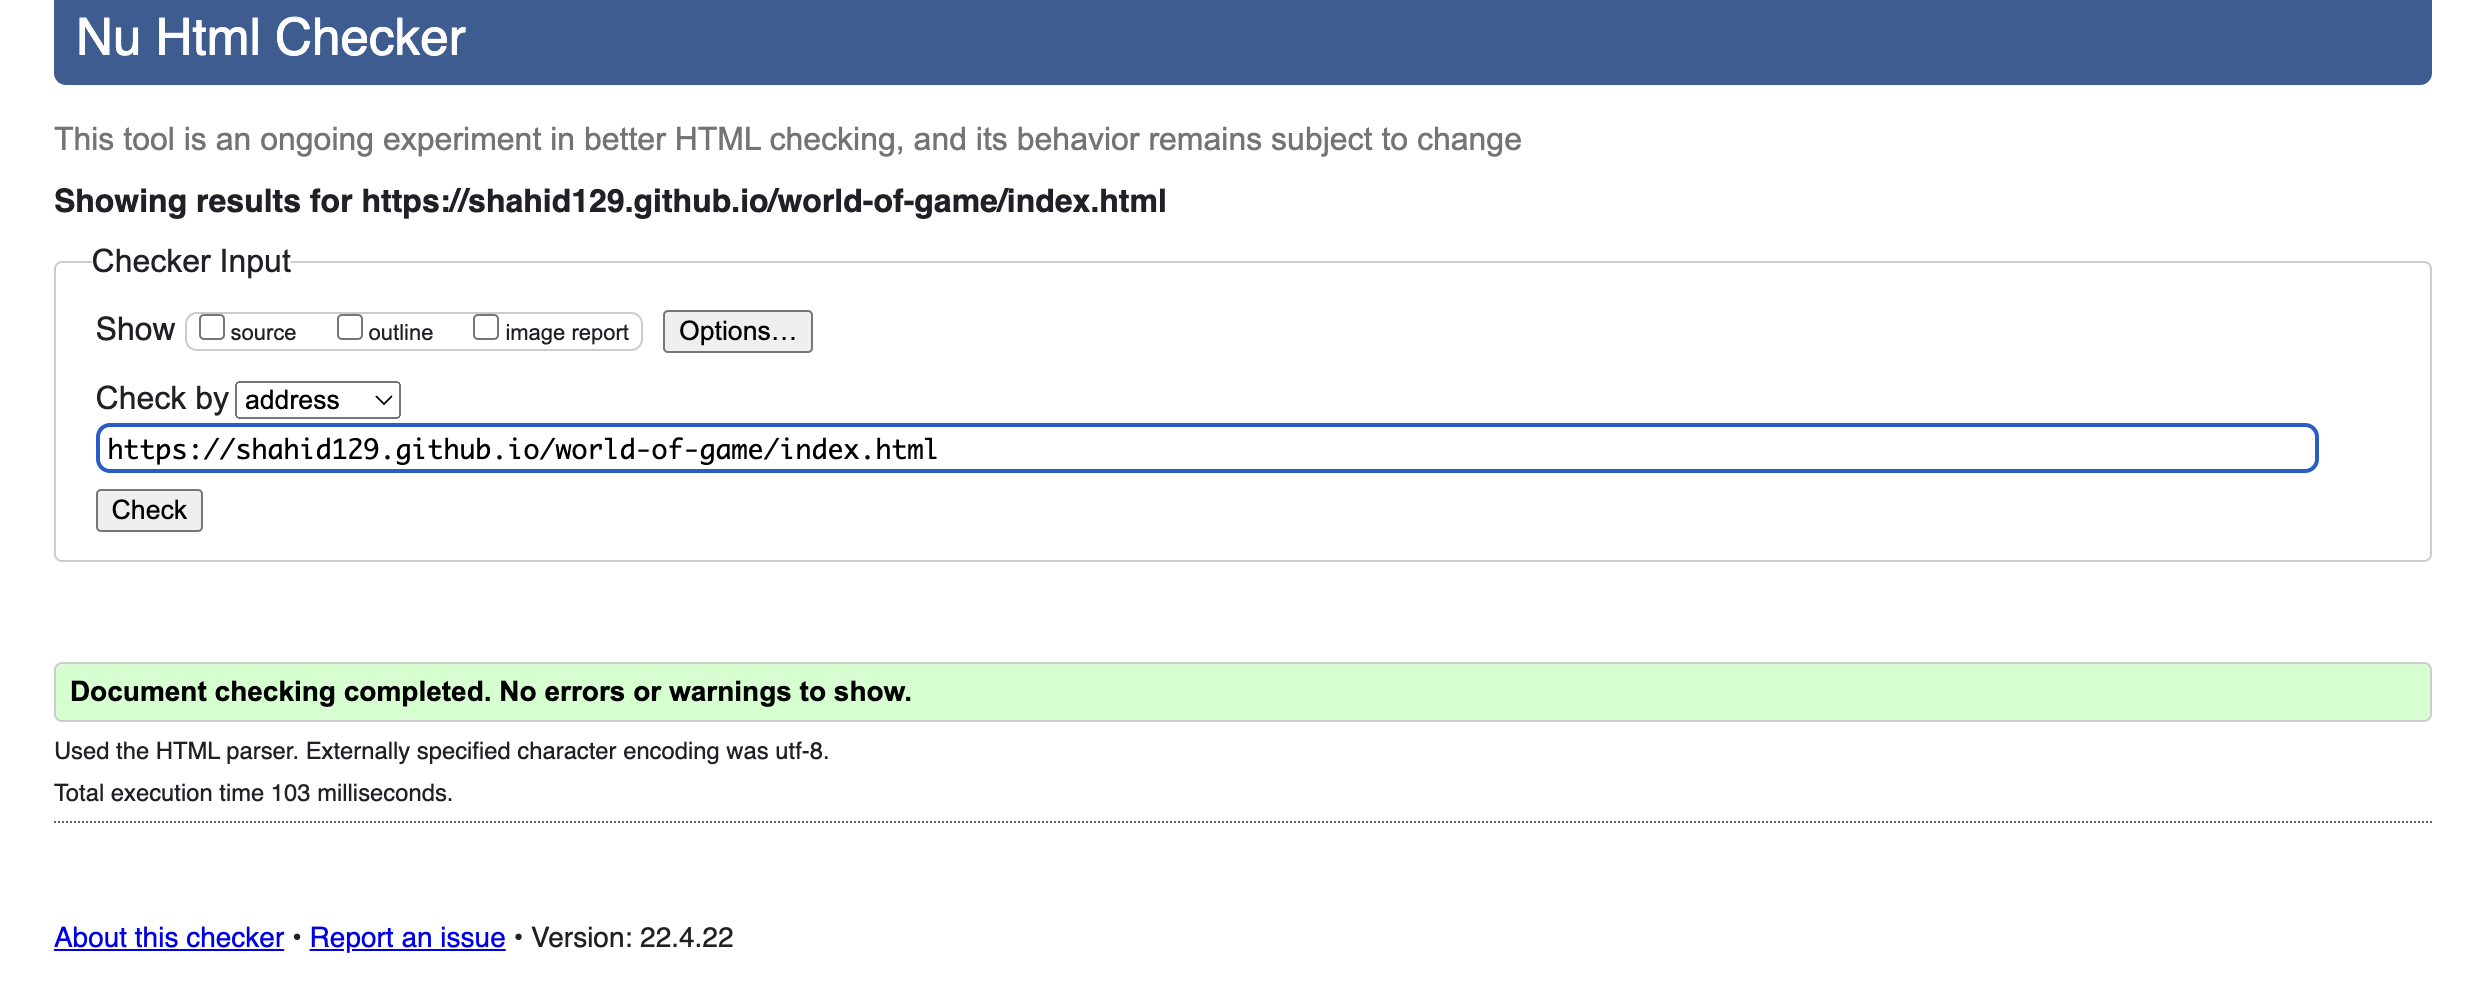 Nu Html Checker
This tool is an ongoing experiment in better HTML checking, and its behavior remains subject to change
Showing results for https://shahid129.github.io/world-of-game/index.html
Checker Input
Show source outline image report Options...
Check by address
https://shahid129.github.io/world-of-game/index.html
Check
Document checking completed. No errors or warnings to show.
Used the HTML parser. Externally specified character encoding was utf-8.
Total execution time 103 milliseconds.
About this checker • Report an issue • Version: 22.4.22